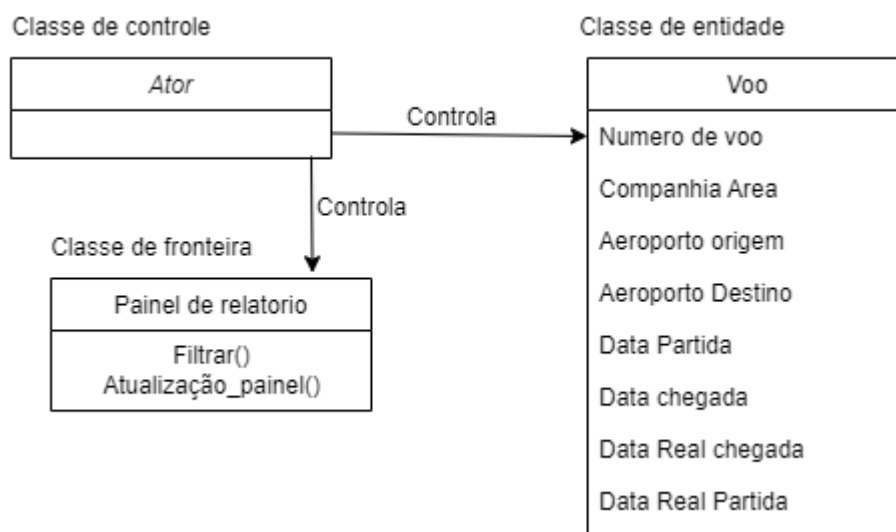 Classe de controle
Ator
Controla
Controla
Classe de fronteira
Painel de relatorio
Filtrar()
Atualização_painel()
Classe de entidade
Voo
Numero de voo
Companhia Area
Aeroporto origem
Aeroporto Destino
Data Partida
Data chegada
Data Real chegada
Data Real Partida